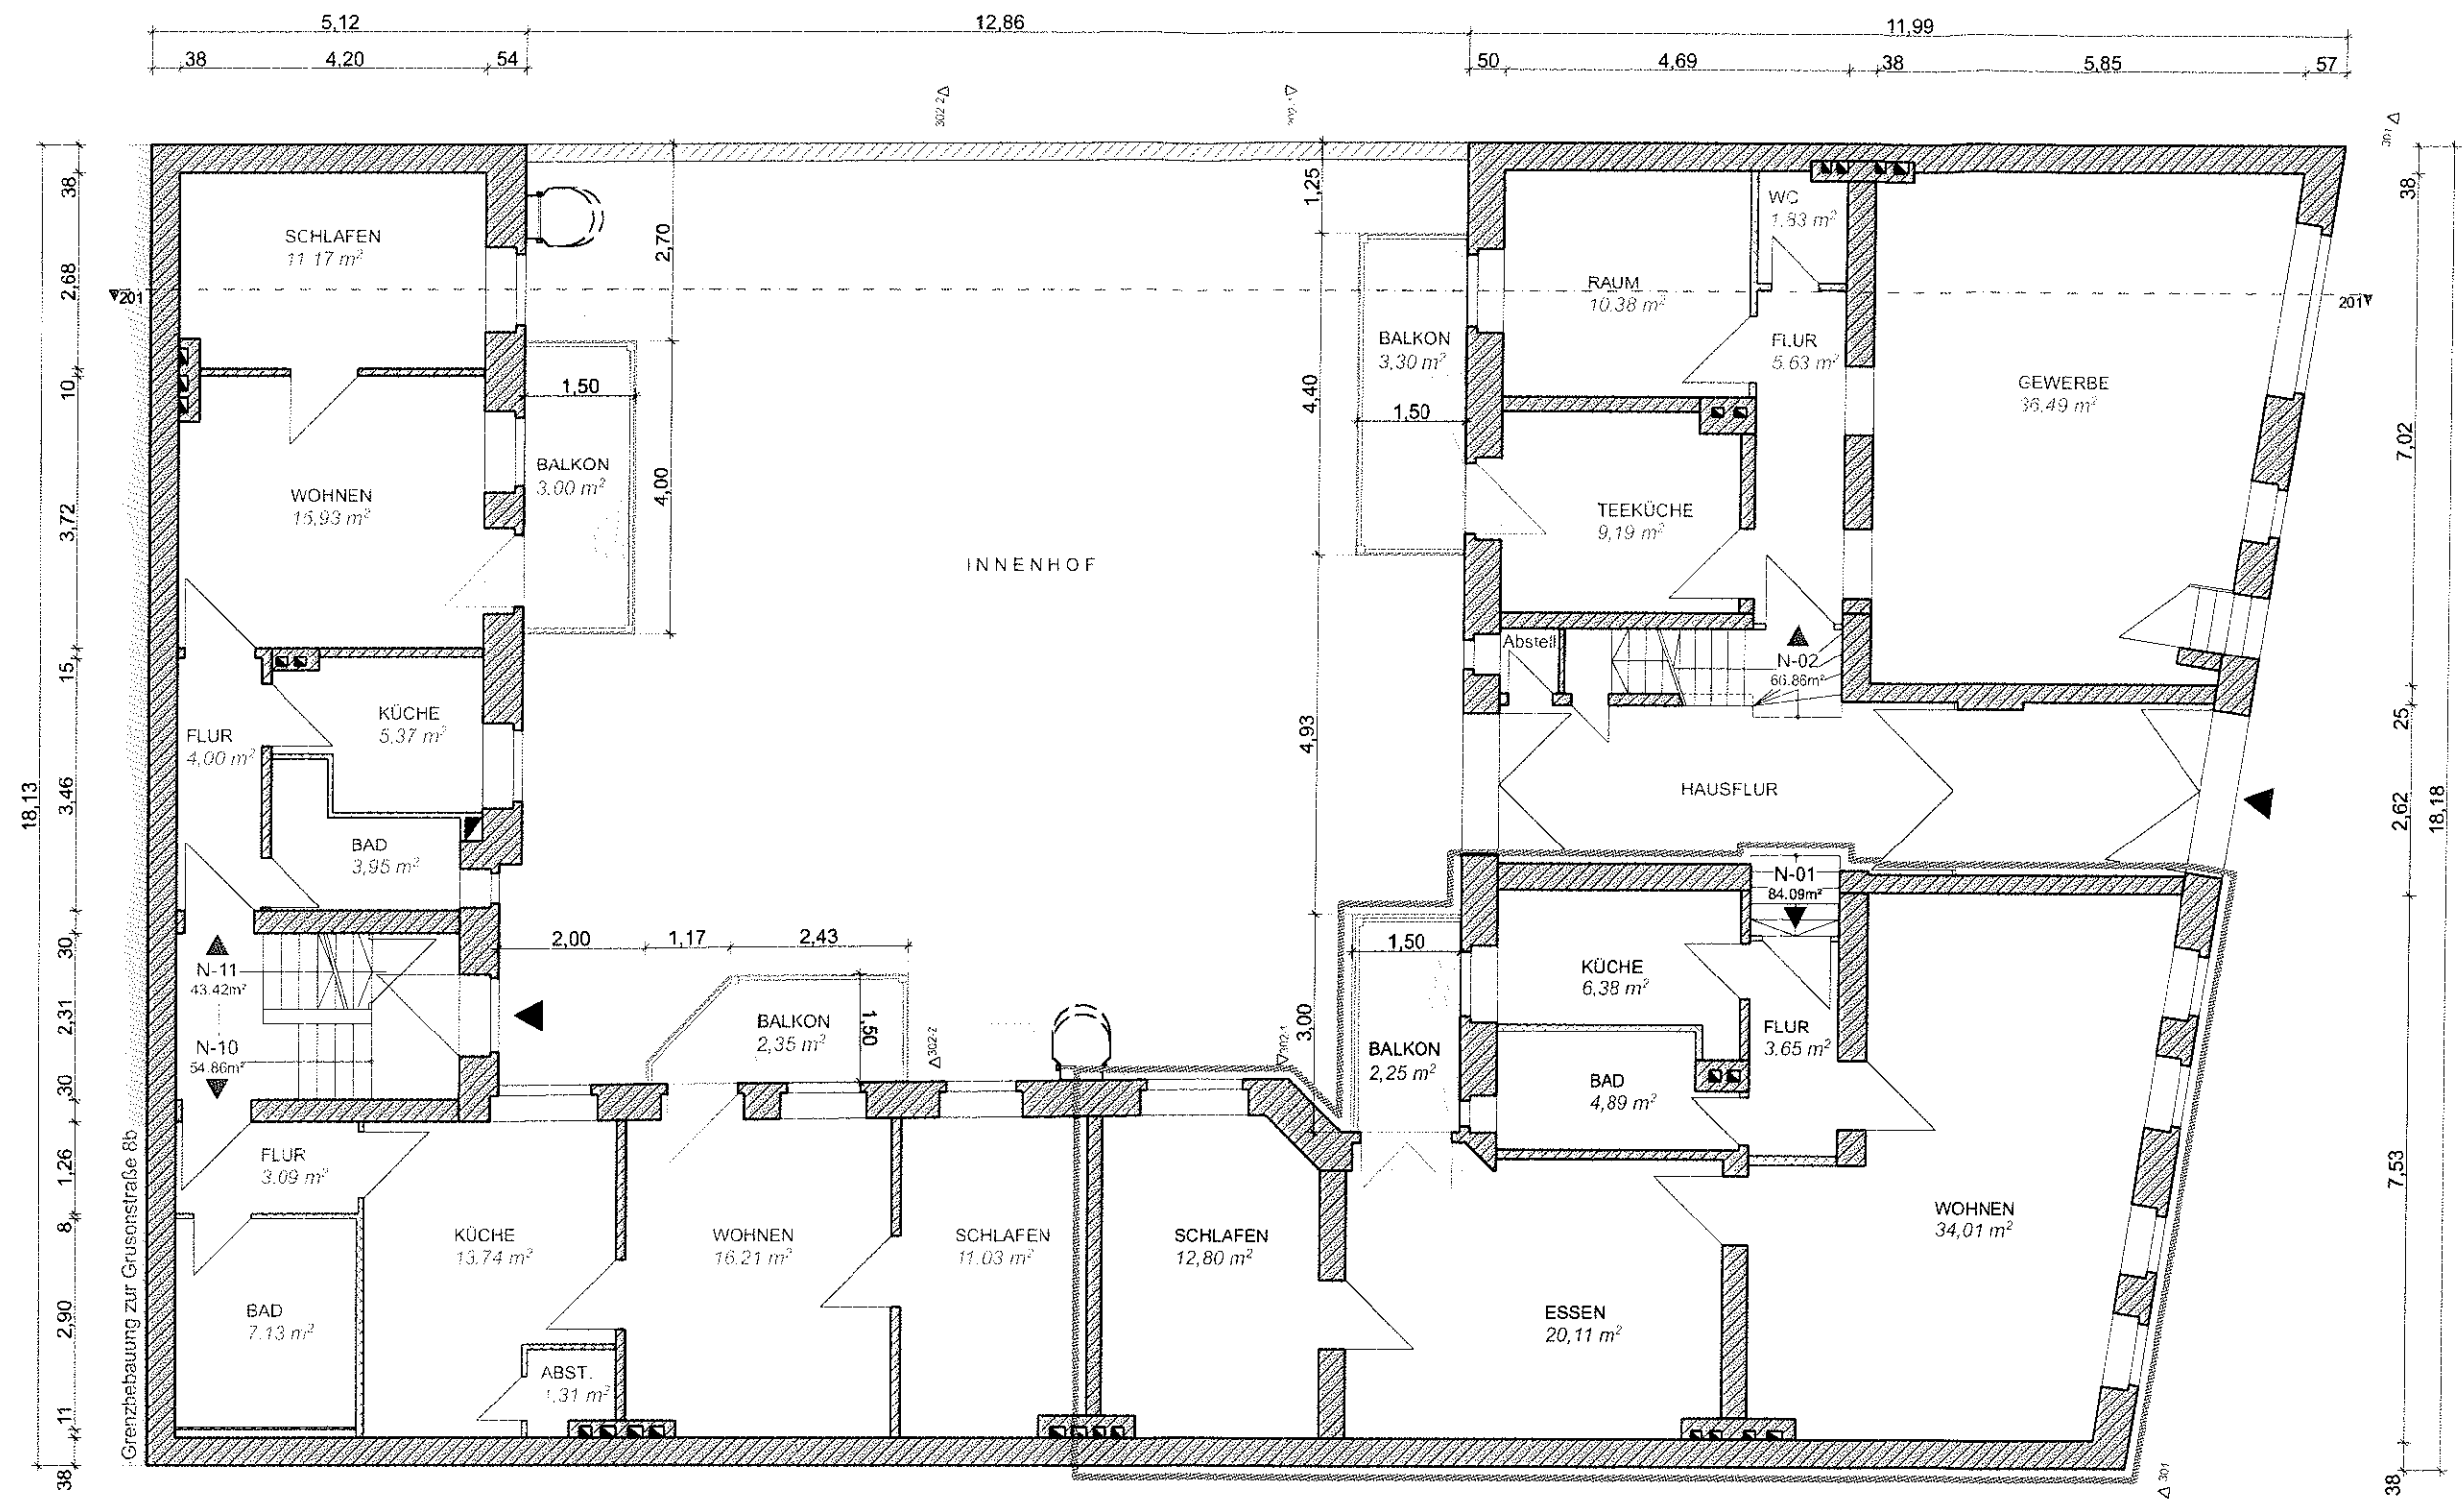 5,12
12,86
11,99
38
4,20
54
50
4,69
38
5,85
57
302 2
301
38
2,68
10
3,72
15
3,46
30
2,31
30
1,26
8
2,90
11
38
18,13
Grenzbebauung zur Grusonstraße 8b
201
201
SCHLAFEN
11.17 m²
WOHNEN
15,93 m²
BALKON
3.00 m²
1,50
2,70
4,00
FLUR
4,00 m²
KÜCHE
5,37 m²
BAD
3,95 m²
N-11
43.42m²
N-10
54.86m²
2,00
1,17
2,43
BALKON
2,35 m²
1,50
302-2
302-1
FLUR
3.09 m²
BAD
7.13 m²
KÜCHE
13.74 m²
ABST.
1,31 m²
WOHNEN
16.21 m²
SCHLAFEN
11.03 m²
SCHLAFEN
12,80 m²
ESSEN
20,11 m²
INNENHOF
1,25
4,40
4,93
3,00
BALKON
3,30 m²
1,50
RAUM
10.38 m²
WC
1.83 m²
FLUR
5.63 m²
GEWERBE
36.49 m²
TEEKÜCHE
9,19 m²
Abstell
N-02
66.86m²
HAUSFLUR
N-01
84.09m²
1,50
BALKON
2,25 m²
KÜCHE
6,38 m²
FLUR
3.65 m²
BAD
4,89 m²
WOHNEN
34,01 m²
38
7,02
25
2,62
7,53
38
18,18
301